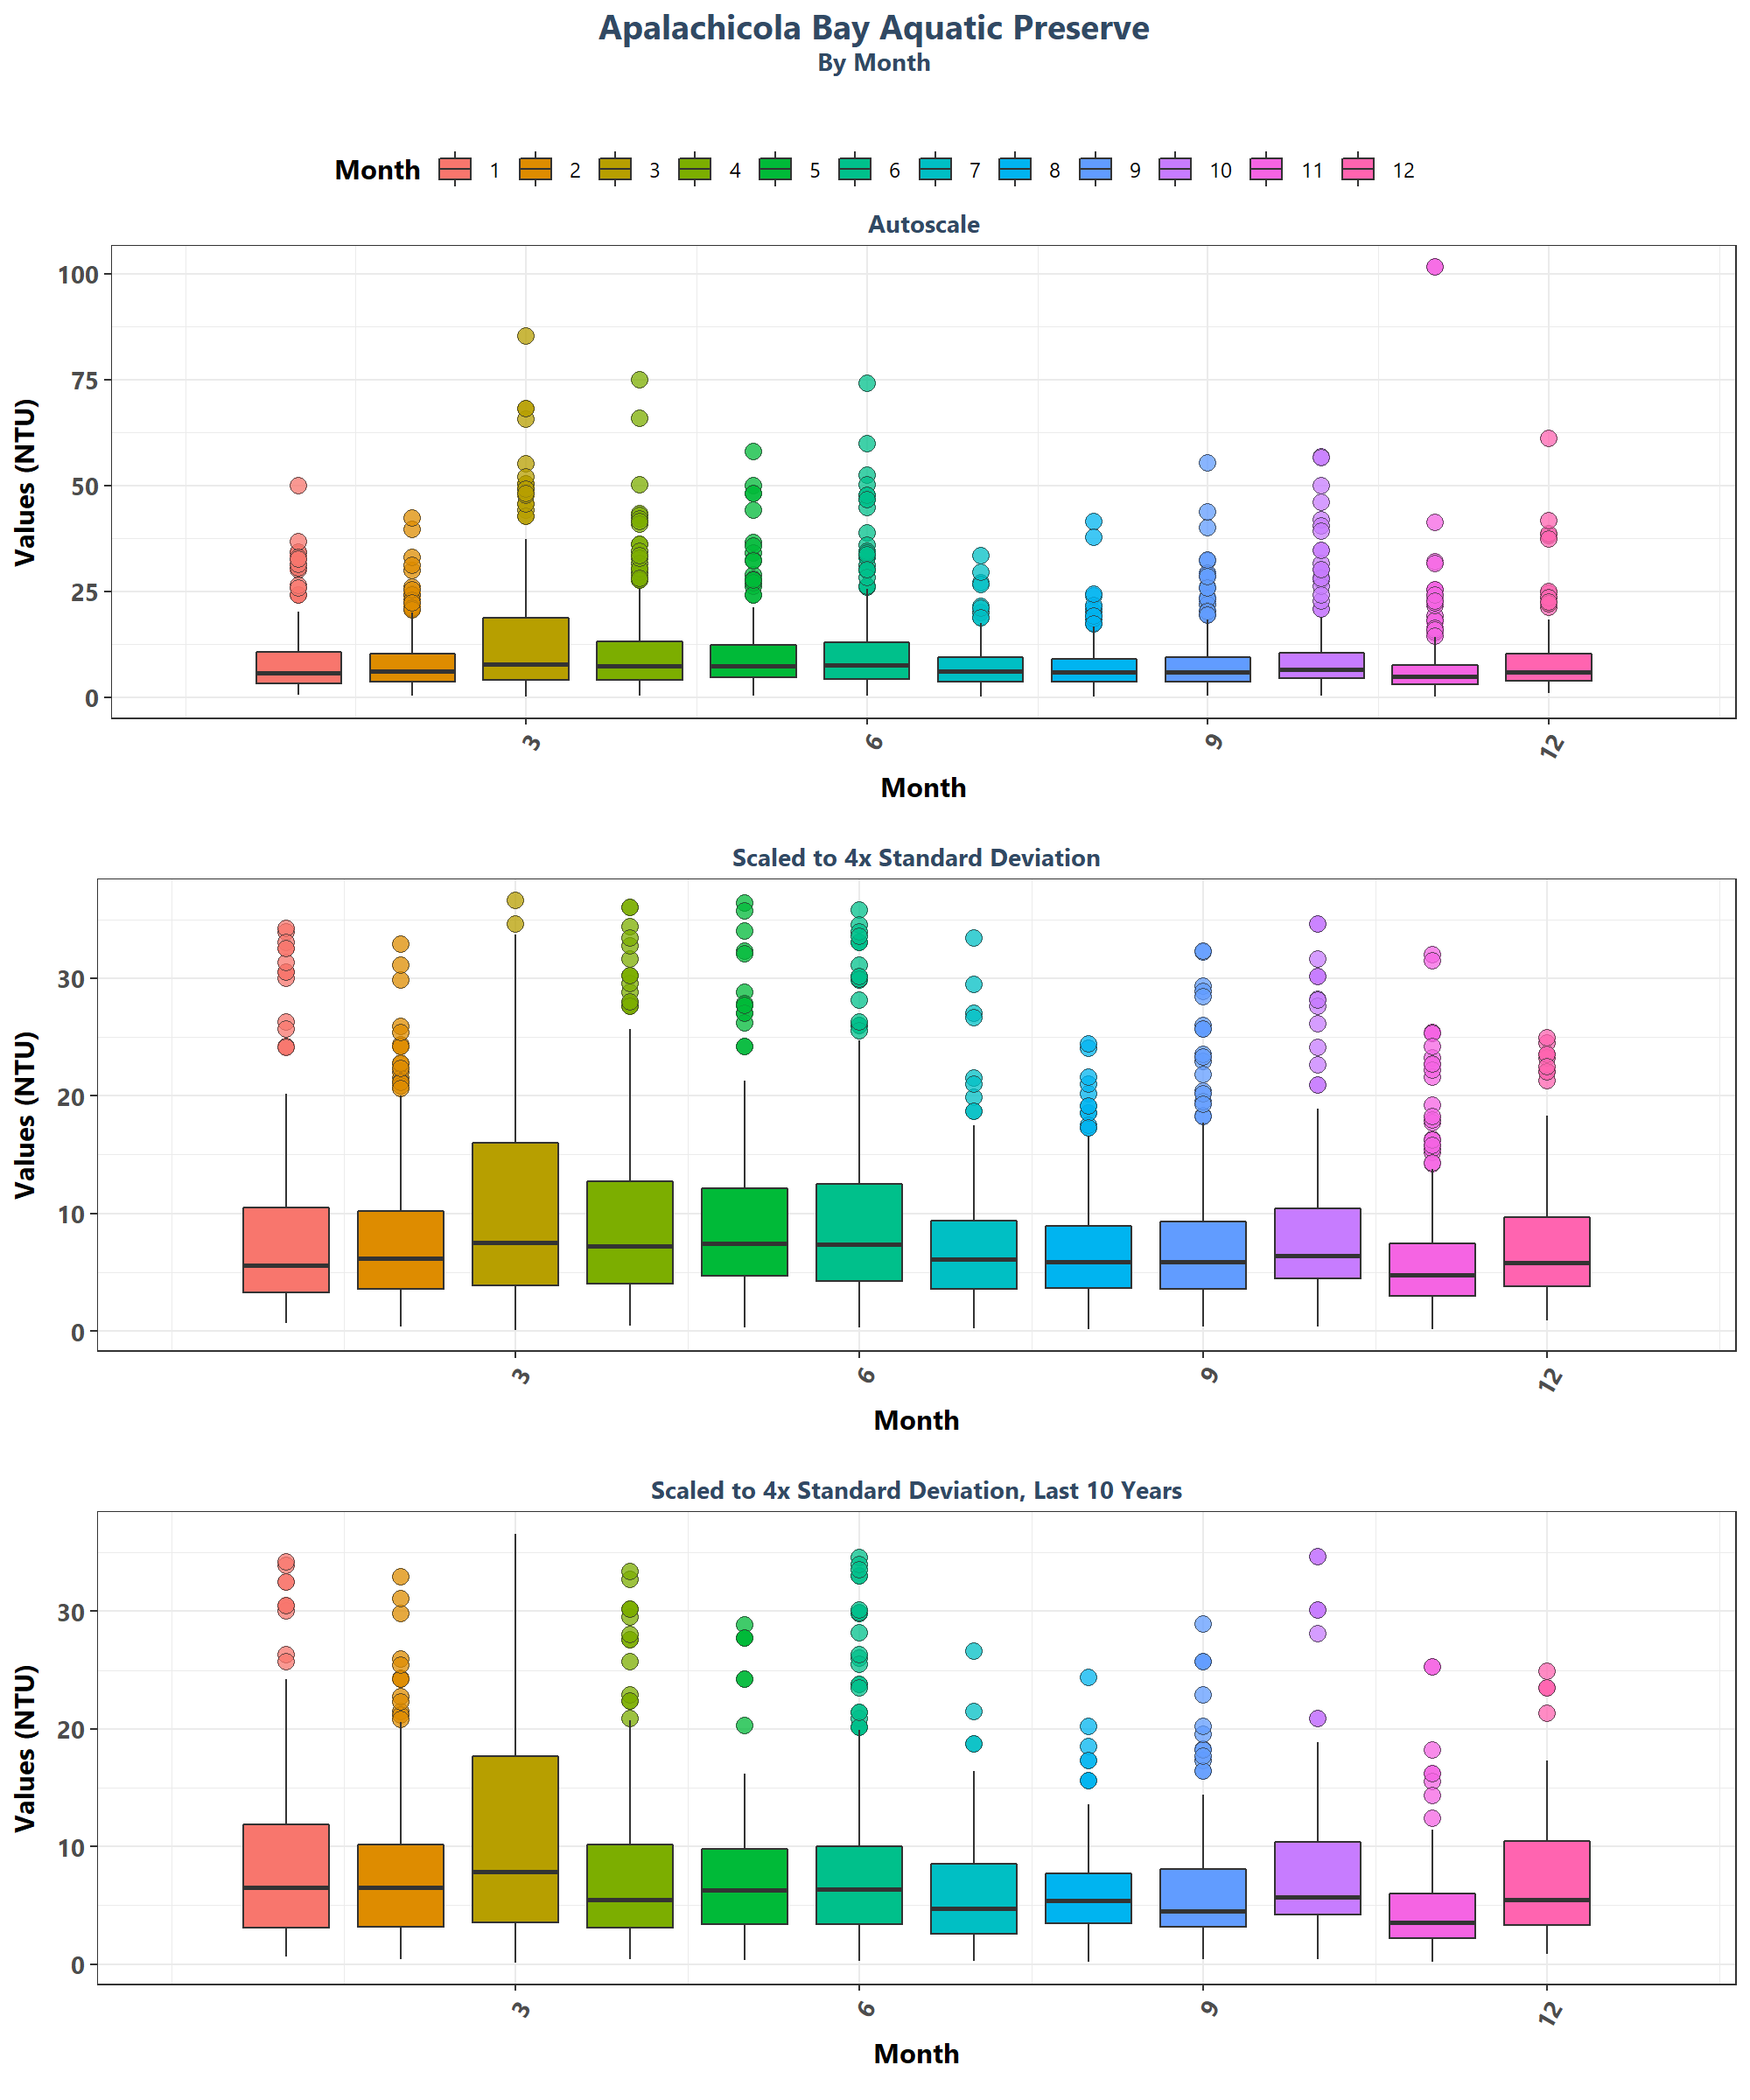 Apalachicola Bay Aquatic Preserve
By Month
Month 1 2 3 4 5 6 7 8 9 10 11 12
Autoscale
Values (NTU)
100
75
50
25
0
3 6 9 12
Month
Scaled to 4x Standard Deviation
Values (NTU)
30
20
10
0
3 6 9 12
Month
Scaled to 4x Standard Deviation, Last 10 Years
Values (NTU)
30
20
10
0
3 6 9 12
Month